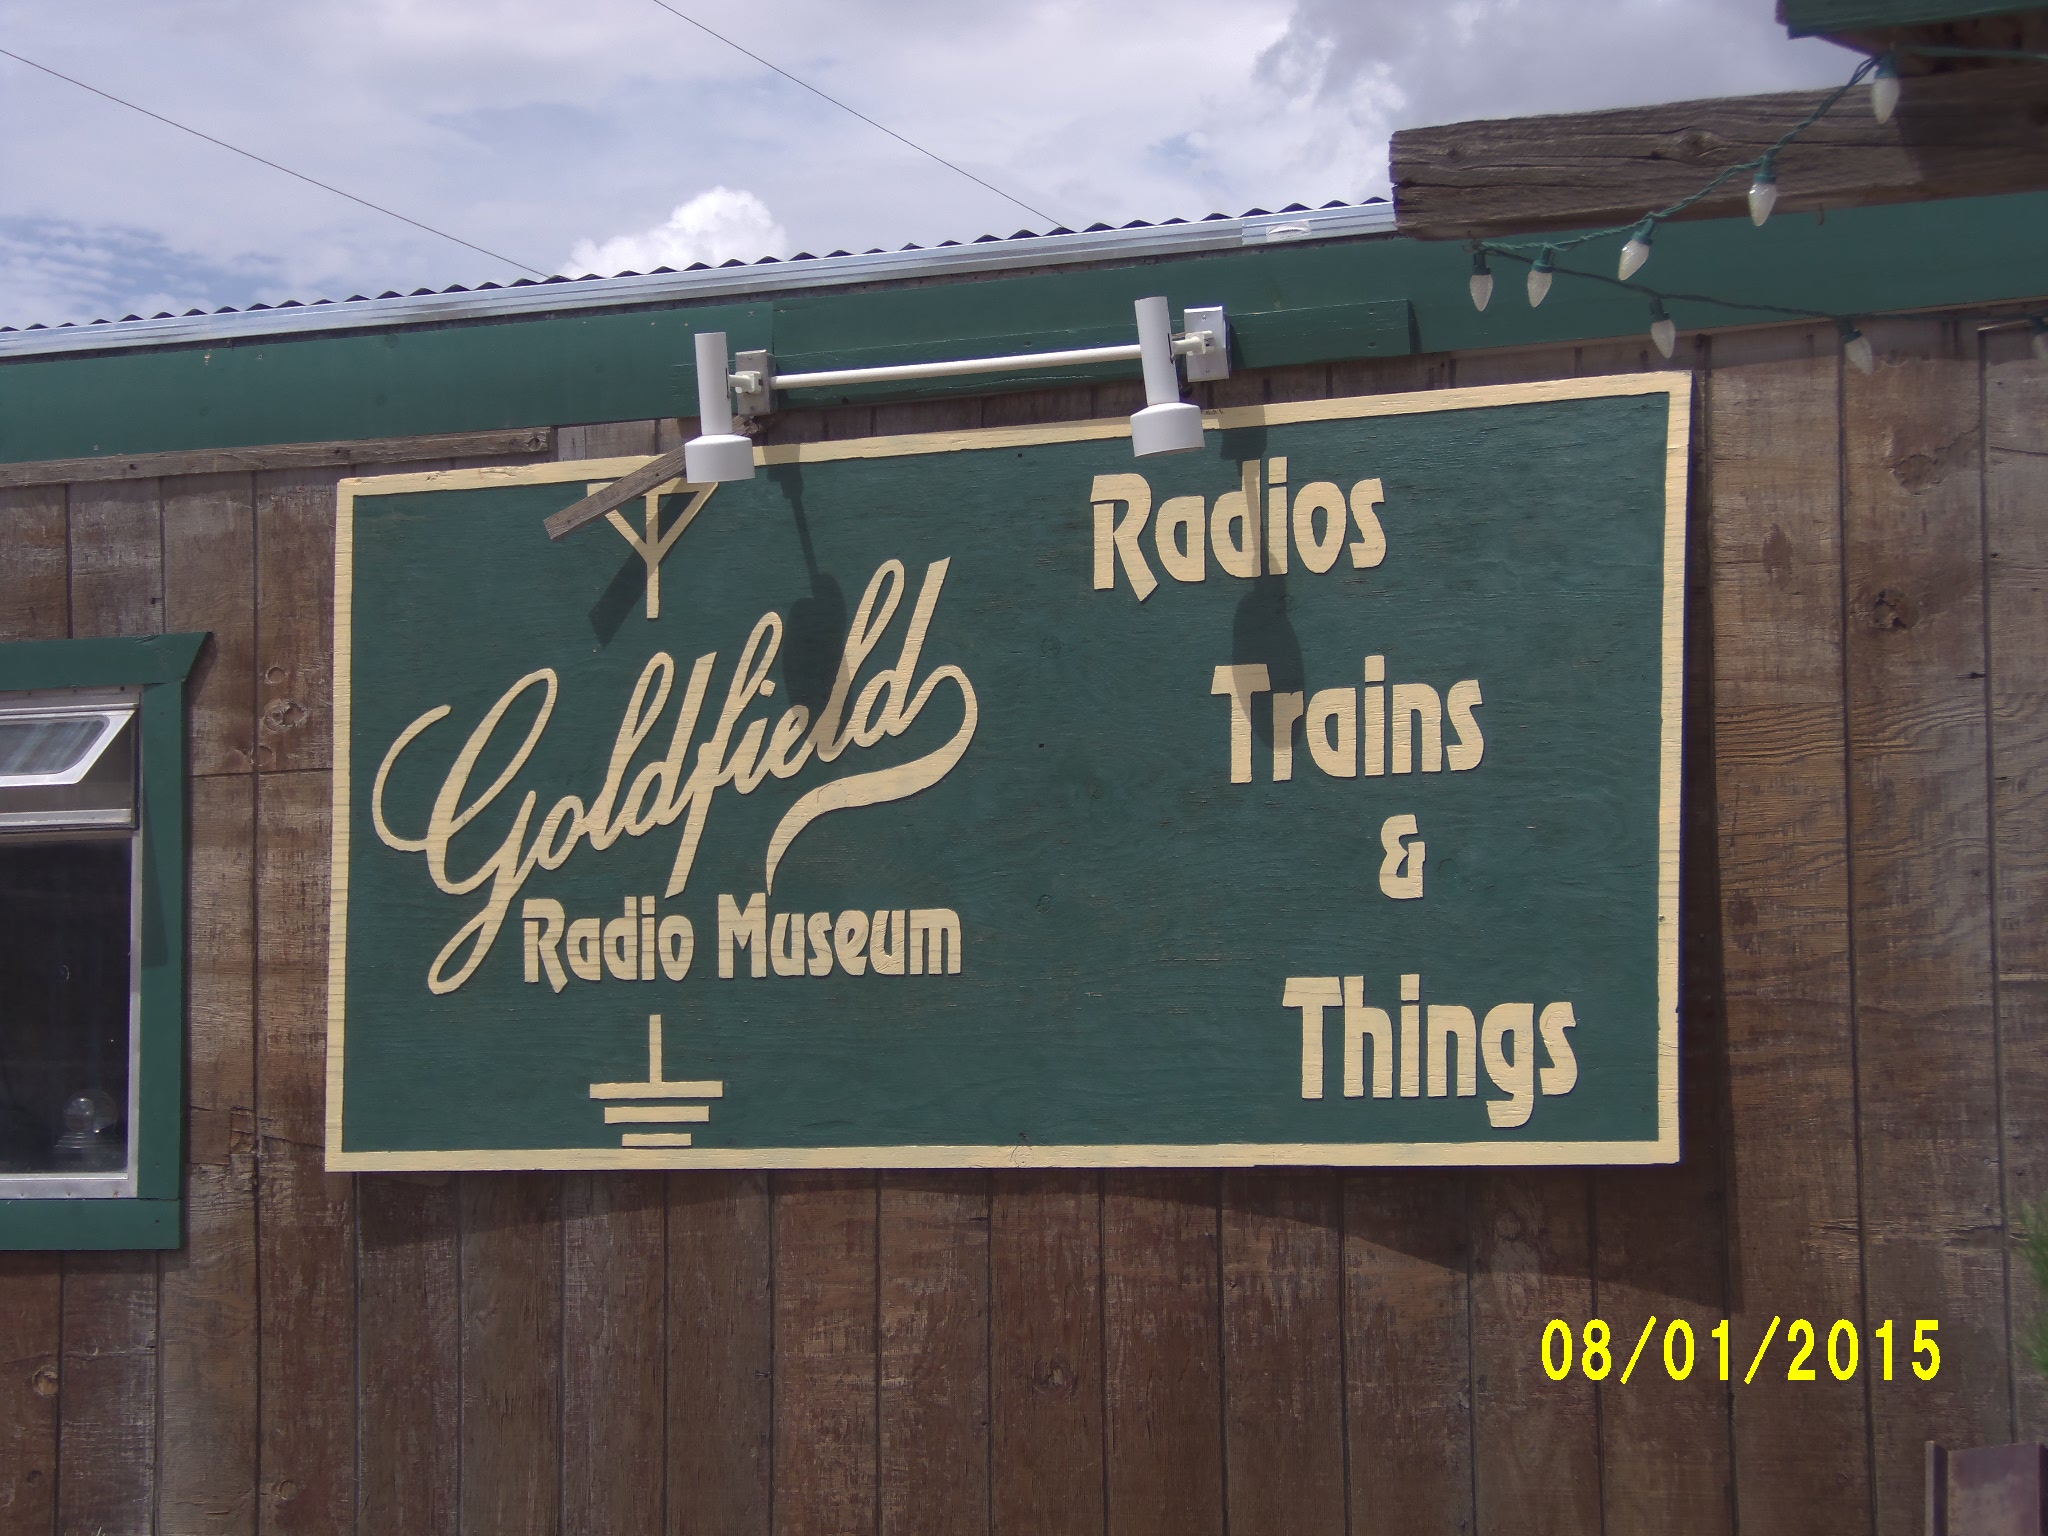 Goldfield
Radio Museum
Radios
Trains
&
Things
08/01/2015